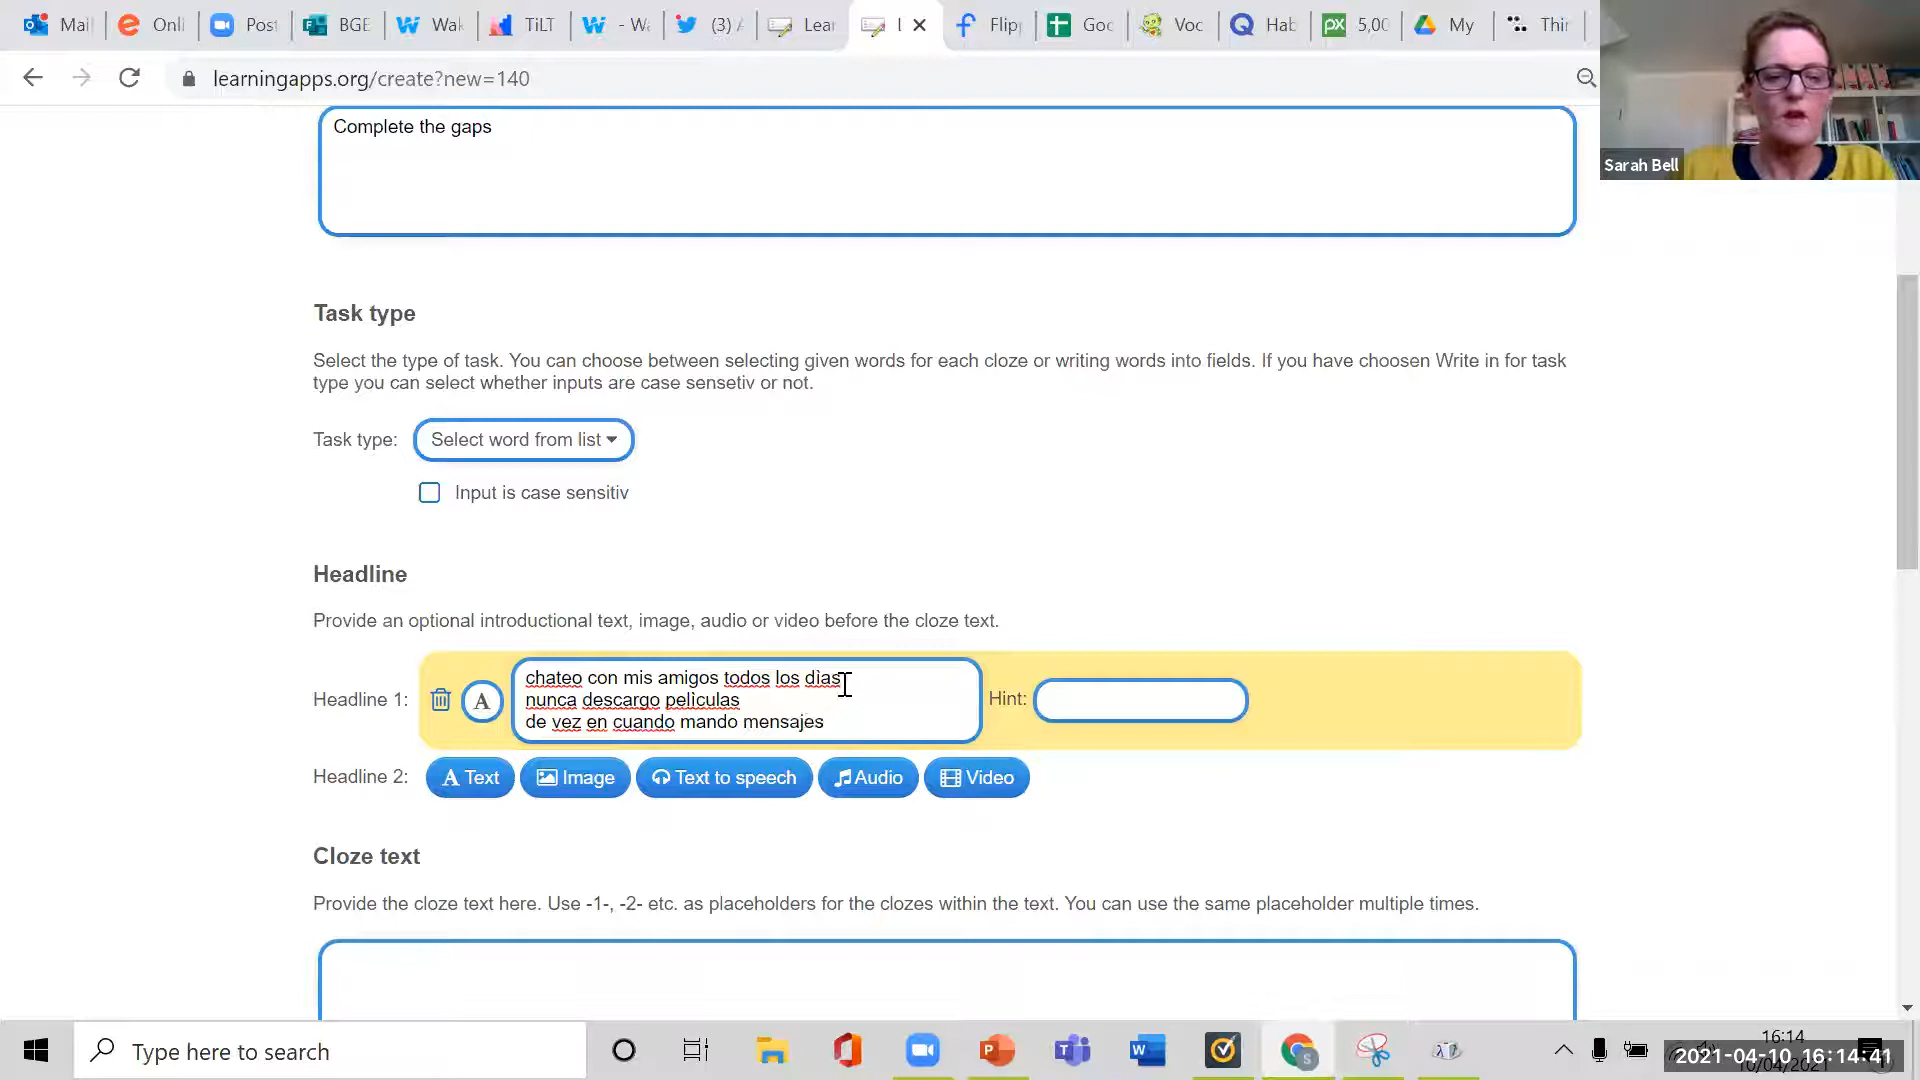 Mail
Onli
Post
BGE
Wak
TiLT
- Wa
(3) /
Lear
Flip
Goc
Voc
Hab
5,00
My
Thir
learningapps.org/create?new=140
Sarah Bell
Complete the gaps
Task type
Select the type of task. You can choose between selecting given words for each cloze or writing words into fields. If you have choosen Write in for task
type you can select whether inputs are case sensetiv or not.
Task type: Select word from list
Input is case sensitiv
Headline
Provide an optional introductional text, image, audio or video before the cloze text.
chateo con mis amigos todos los dìas
Headline 1: A nunca descargo pelìculas Hint:
de vez en cuando mando mensajes
Headline 2: A Text Image Text to speech Audio Video
Cloze text
Provide the cloze text here. Use -1-, -2- etc. as placeholders for the clozes within the text. You can use the same placeholder multiple times.
Type here to search
16:14
2021-04-10 16:14:41